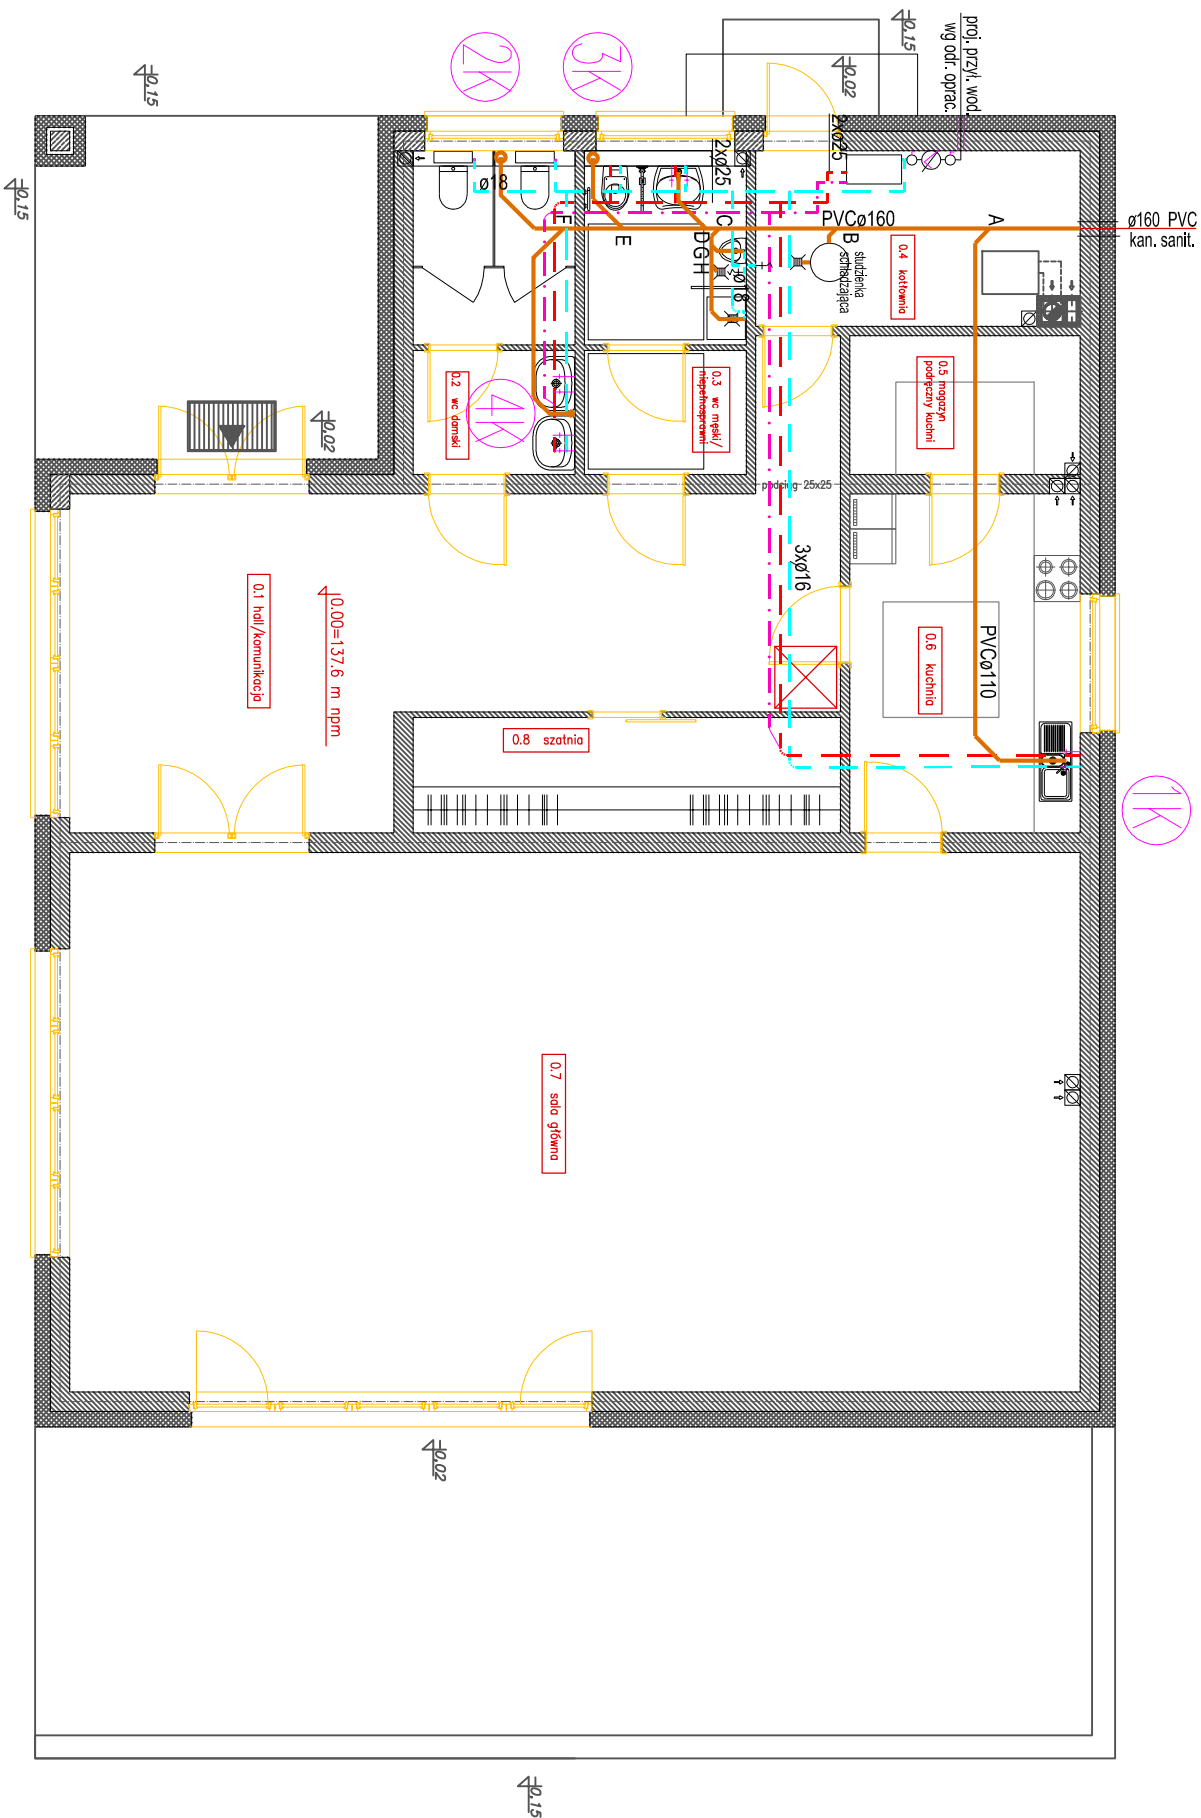 proj. przył. wod.
wg odr. oprac.
0.15
0.02
0.15
0.15
2K
3K
2xø25
2xø25
ø18
PVCø160
A
ø160 PVC
kan. sanit.
B
studzienka
schładzająca
0.4 kotłownia
C
D
G
H
E
F
ø18
0.5 magazyn
podręczny kuchni
0.3 wc męski/
niepełnosprawni
0.2 wc damski
4K
0.02
podciąg 25x25
3xø16
0.1 hall/komunikacja
0.00=137.6 m npm
0.6 kuchnia
PVCø110
0.8 szatnia
1K
0.7 sala główna
0.02
0.15